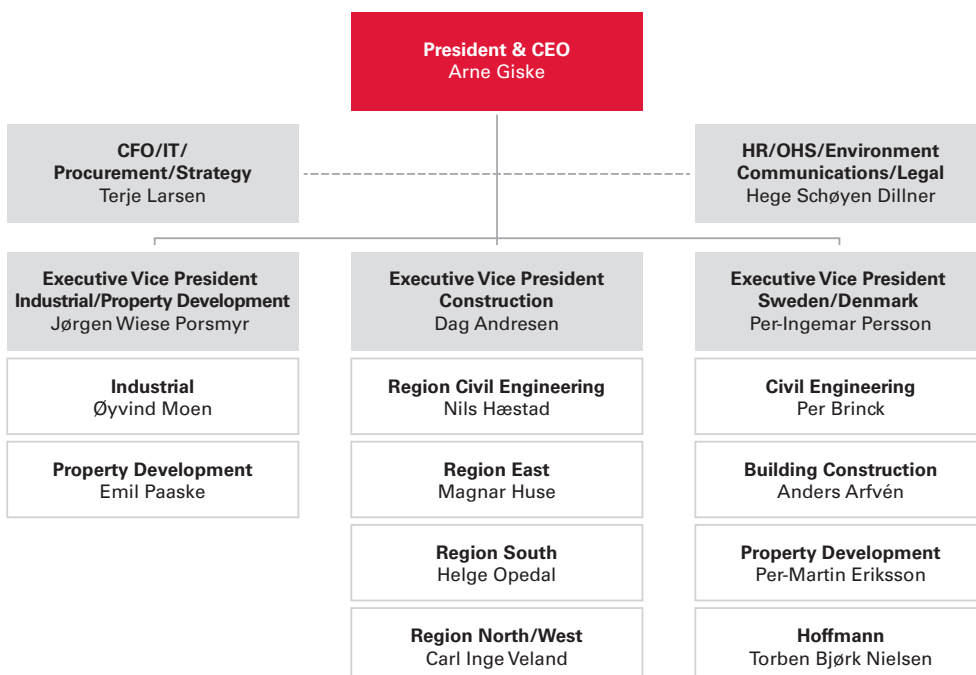 President & CEO
Arne Giske
CFO/IT/
Procurement/Strategy
Terje Larsen
HR/OHS/Environment
Communications/Legal
Hege Schøyen Dillner
Executive Vice President
Industrial/Property Development
Jørgen Wiese Porsmyr
Executive Vice President
Construction
Dag Andresen
Executive Vice President
Sweden/Denmark
Per-Ingemar Persson
Industrial
Øyvind Moen
Property Development
Emil Paaske
Region Civil Engineering
Nils Hæstad
Region East
Magnar Huse
Region South
Helge Opedal
Region North/West
Carl Inge Veland
Civil Engineering
Per Brinck
Building Construction
Anders Arfvén
Property Development
Per-Martin Eriksson
Hoffmann
Torben Bjørk Nielsen